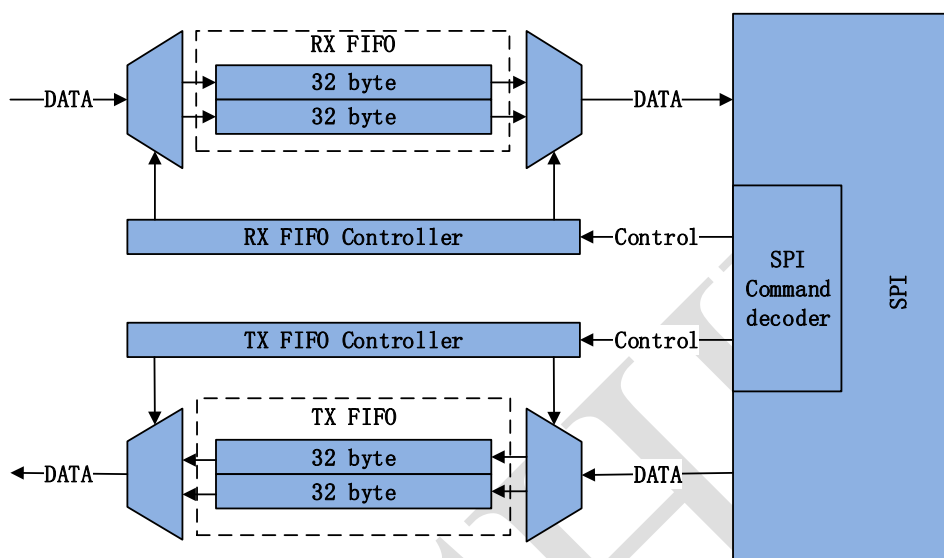 RX FIFO
32 byte
32 byte
DATA
DATA
RX FIFO Controller
Control
SPI
Command
decoder
SPI
TX FIFO Controller
Control
TX FIFO
32 byte
32 byte
DATA
DATA